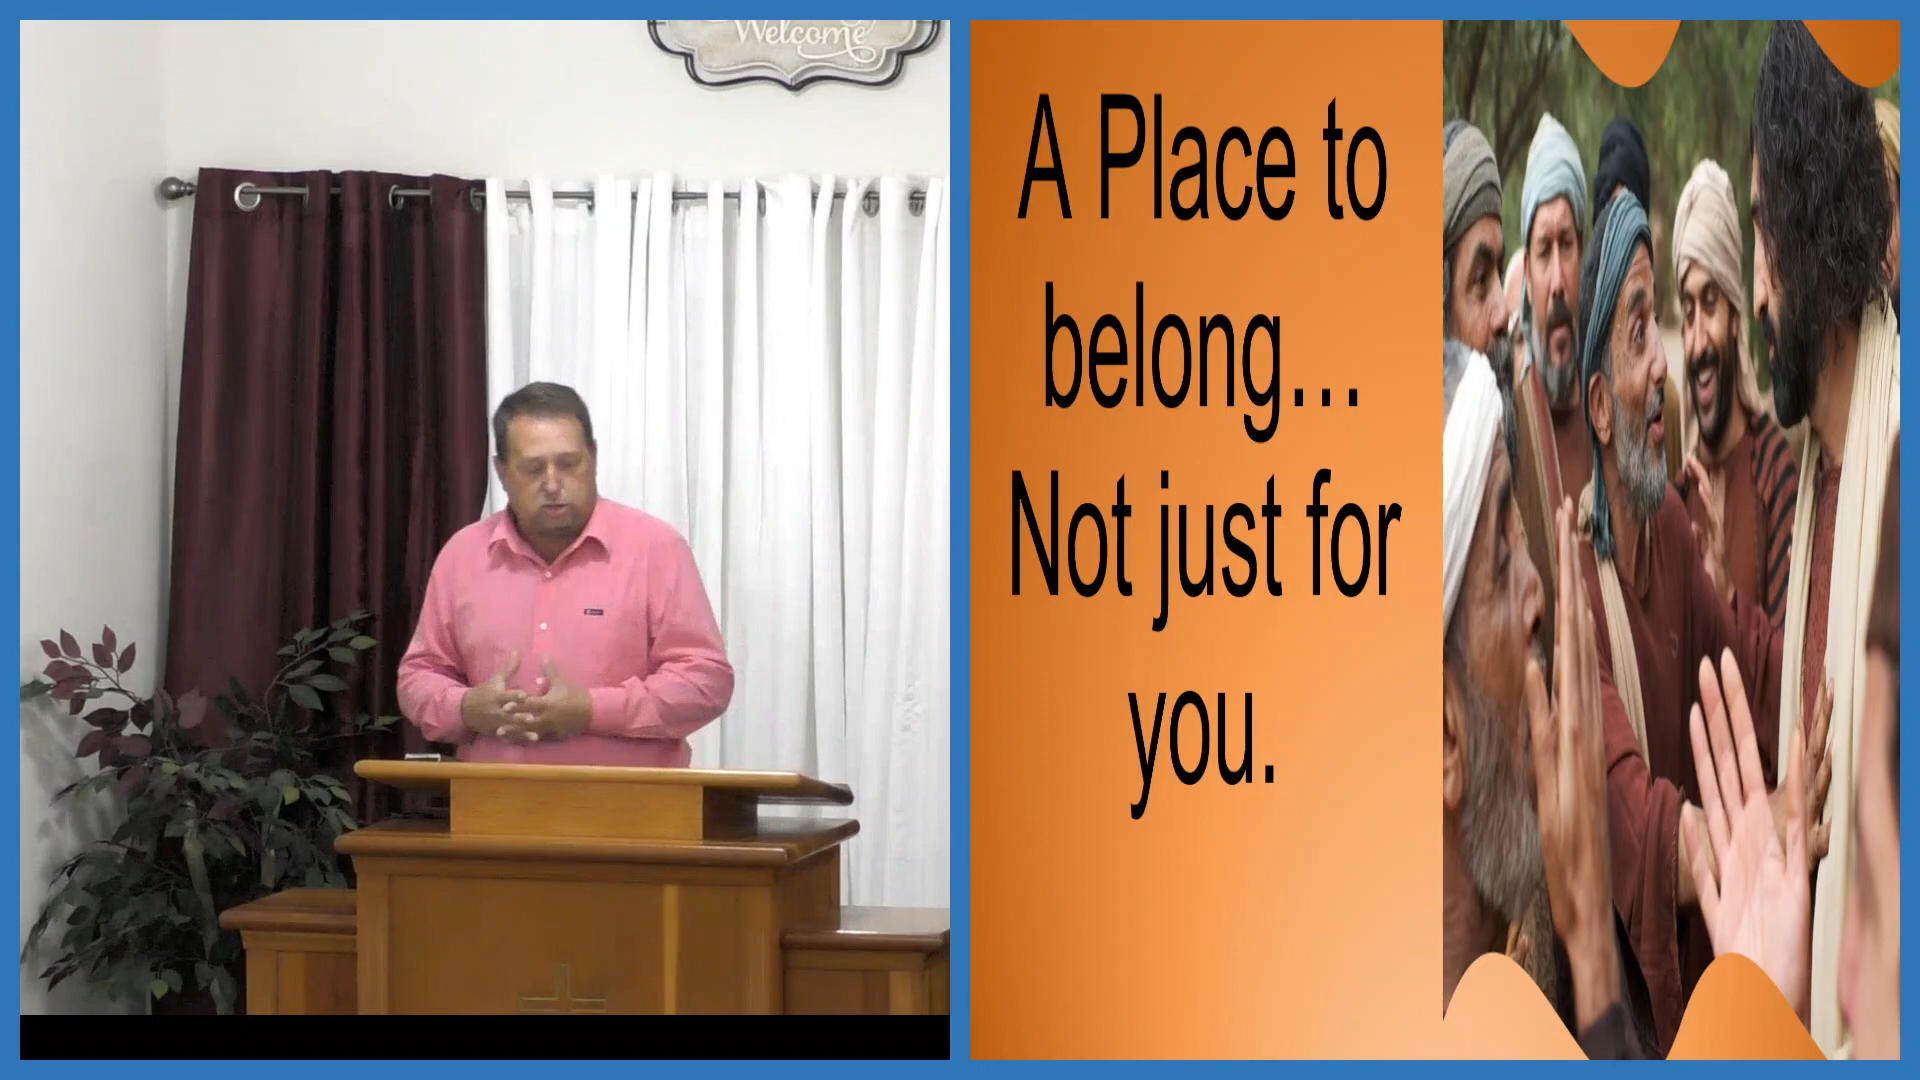 Welcome
A Place to
belong...
Not just for
you.